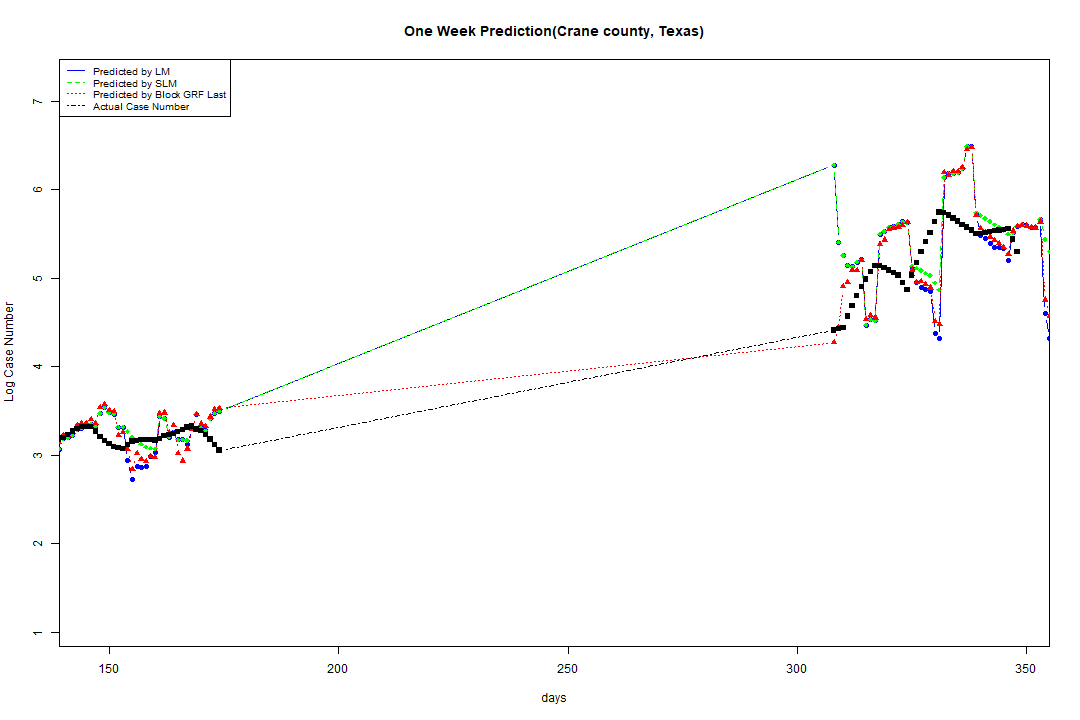 One Week Prediction(Crane county, Texas)
Predicted by LM
Predicted by SLM
Predicted by Block GRF Last
Actual Case Number
7
6
5
4
3
2
1
Log Case Number
150 200 250 300 350
days